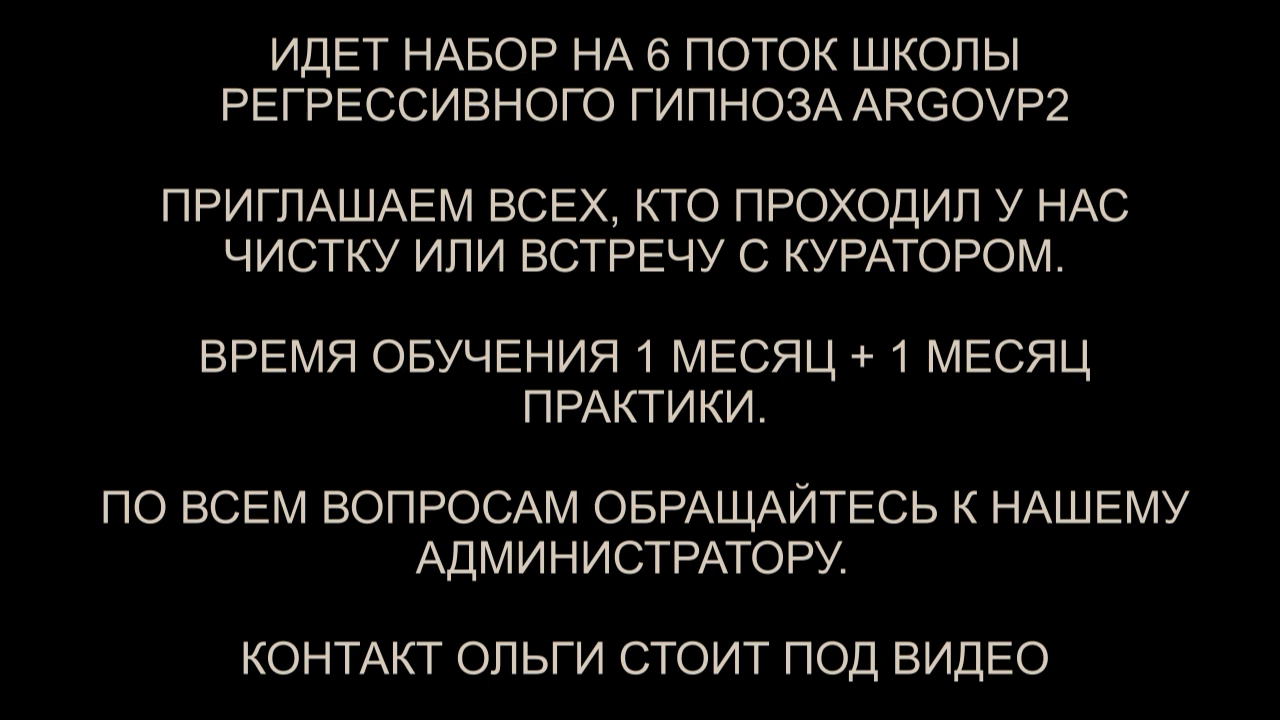 ИДЕТ НАБОР НА 6 ПОТОК ШКОЛЫ
РЕГРЕССИВНОГО ГИПНОЗА ARGOVP2
ПРИГЛАШАЕМ ВСЕХ, КТО ПРОХОДИЛ У НАС
ЧИСТКУ ИЛИ ВСТРЕЧУ С КУРАТОРОМ.
ВРЕМЯ ОБУЧЕНИЯ 1 МЕСЯЦ + 1 МЕСЯЦ
ПРАКТИКИ.
ПО ВСЕМ ВОПРОСАМ ОБРАЩАЙТЕСЬ К НАШЕМУ
АДМИНИСТРАТОРУ.
КОНТАКТ ОЛЬГИ СТОИТ ПОД ВИДЕО